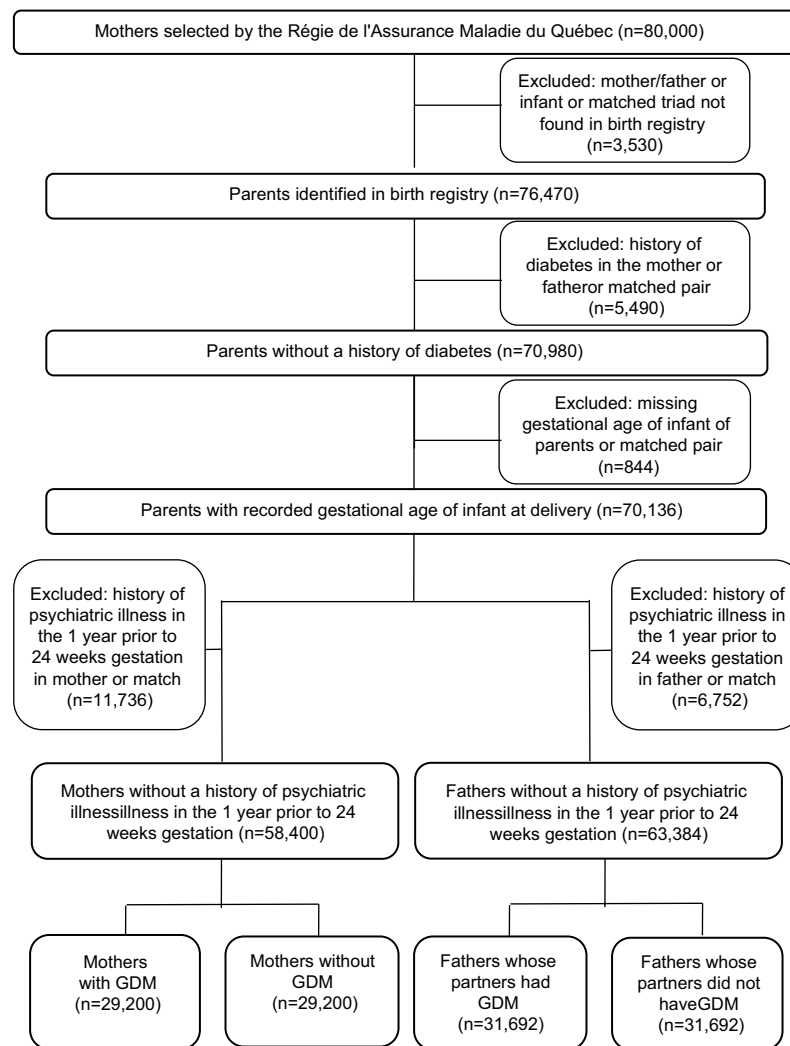 Mothers selected by the Régie de l'Assurance Maladie du Québec (n=80,000)
Excluded: mother/father or
infant or matched triad not
found in birth registry
(n=3,530)
Parents identified in birth registry (n=76,470)
Excluded: history of
diabetes in the mother or
fatheror matched pair
(n=5,490)
Parents without a history of diabetes (n=70,980)
Excluded: missing
gestational age of infant of
parents or matched pair
(n=844)
Parents with recorded gestational age of infant at delivery (n=70,136)
Excluded: history of
psychiatric illness in
the 1 year prior to
24 weeks gestation
in mother or match
(n=11,736)
Excluded: history of
psychiatric illness in
the 1 year prior to
24 weeks gestation
in father or match
(n=6,752)
Mothers without a history of psychiatric
illnessillness in the 1 year prior to 24
weeks gestation (n=58,400)
Fathers without a history of psychiatric
illnessillness in the 1 year prior to 24
weeks gestation (n=63,384)
Mothers
with GDM
(n=29,200)
Mothers without
GDM
(n=29,200)
Fathers whose
partners had
GDM
(n=31,692)
Fathers whose
partners did not
haveGDM
(n=31,692)